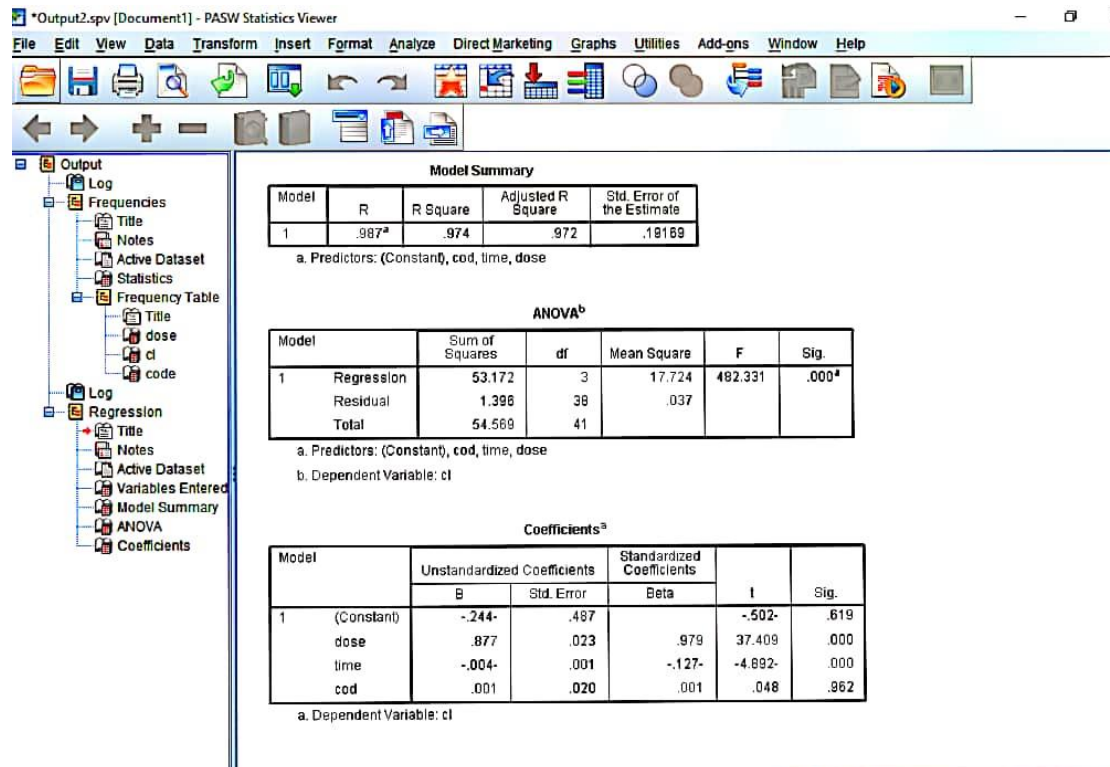 *Output2.spv [Document1] - PASW Statistics Viewer
File Edit View Data Transform Insert Format Analyze Direct Marketing Graphs Utilities Add-ons Window Help
Output
Log
Frequencies
Title
Notes
Active Dataset
Statistics
Frequency Table
Title
dose
cl
code
Log
Regression
Title
Notes
Active Dataset
Variables Entered
Model Summary
ANOVA
Coefficients
Model Summary
Model R R Square Adjusted R Square Std. Error of the Estimate
1 .987a .974 .972 .19169
a. Predictors: (Constant), cod, time, dose
ANOVAb
Model Sum of Squares df Mean Square F Sig.
1 Regression 53.172 3 17.724 482.331 .000a
Residual 1.396 38 .037
Total 54.569 41
a. Predictors: (Constant), cod, time, dose
b. Dependent Variable: cl
Coefficientsa
Model Unstandardized Coefficients Standardized Coefficients t Sig.
B Std. Error Beta
1 (Constant) -.244- .487 -.502- .619
dose .877 .023 .979 37.409 .000
time -.004- .001 -.127- -4.892- .000
cod .001 .020 .001 .048 .962
a. Dependent Variable: cl